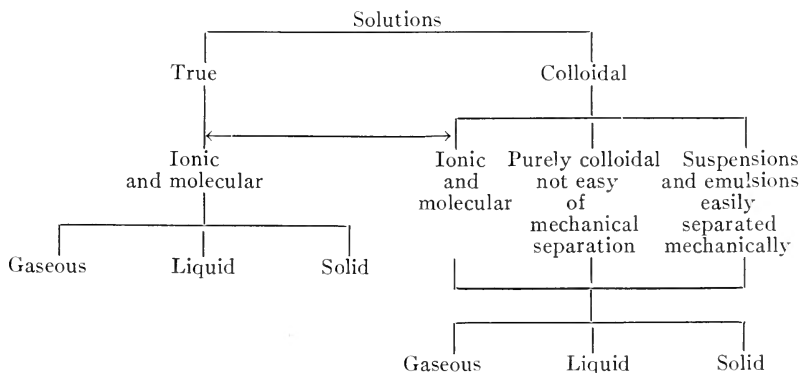 Solutions
True
Colloidal
Ionic
and molecular
Ionic
and
molecular
Purely colloidal
not easy
of
mechanical
separation
Suspensions
and emulsions
easily
separated
mechanically
Gaseous
Liquid
Solid
Gaseous
Liquid
Solid